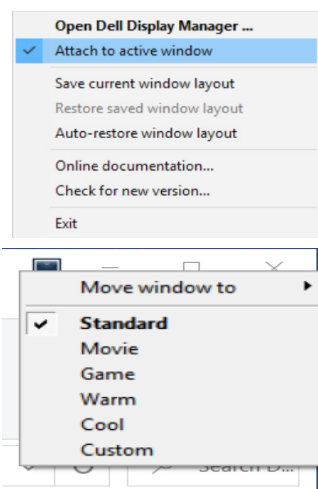 Open Dell Display Manager ...
Attach to active window
Save current window layout
Restore saved window layout
Auto-restore window layout
Online documentation...
Check for new version...
Exit
Move window to
Standard
Movie
Game
Warm
Cool
Custom
Search D...